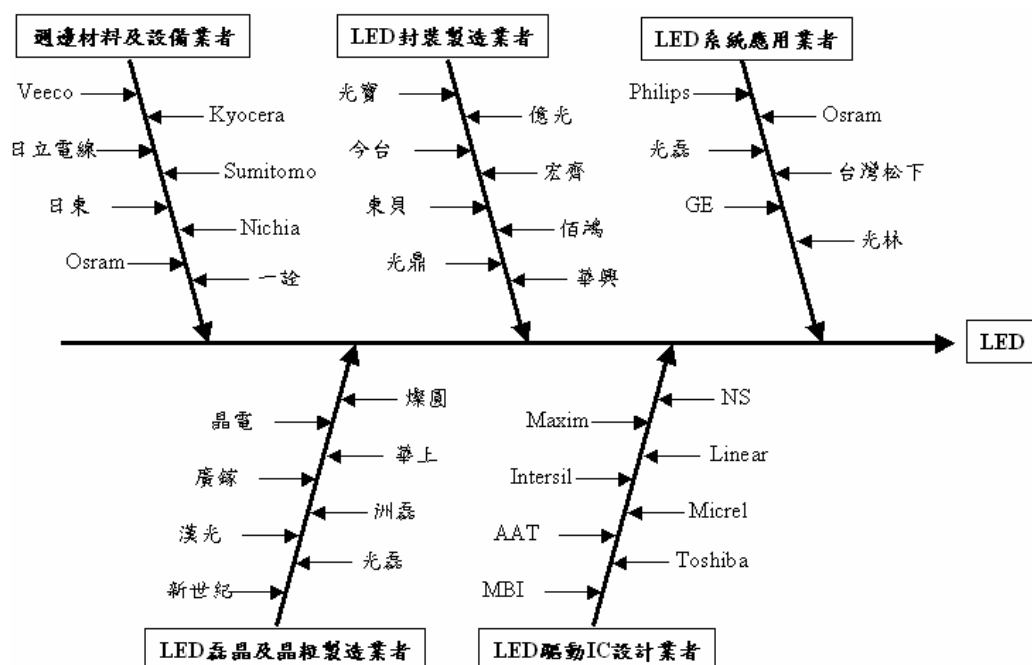 週邊材料及設備業者
LED封裝製造業者
LED系統應用業者
Veeco
Kyocera
日立電線
Sumitomo
日東
Nichia
Osram
一詮
光寶
億光
今台
宏齊
東貝
佰鴻
光鼎
華興
Philips
Osram
光磊
台灣松下
GE
光林
LED
燦圓
晶電
華上
廣鎵
洲磊
漢光
光磊
新世紀
NS
Maxim
Linear
Intersil
Micrel
AAT
Toshiba
MBI
LED磊晶及晶粒製造業者
LED驅動IC設計業者